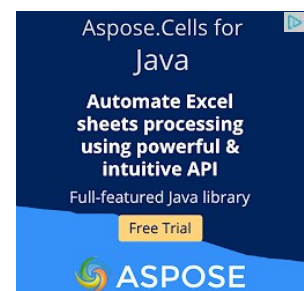 Aspose.Cells for
Java
Automate Excel
sheets processing
using powerful &
intuitive API
Full-featured Java library
Free Trial
ASPOSE